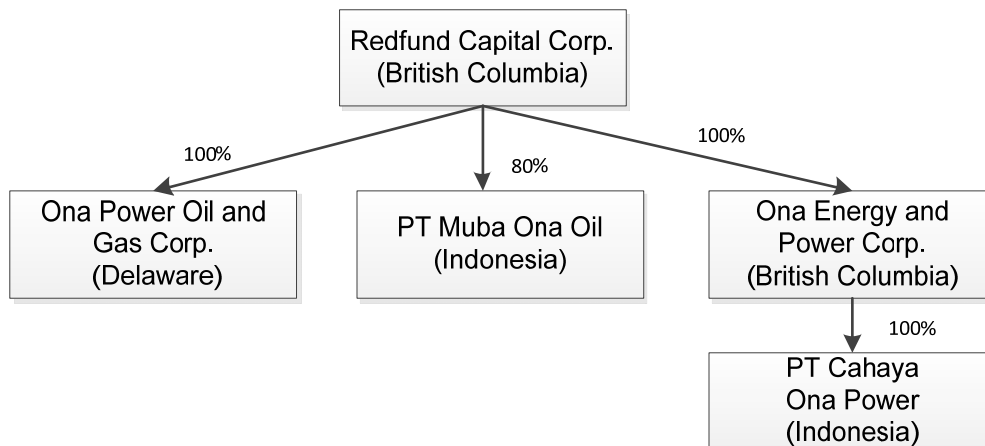 Redfund Capital Corp.
(British Columbia)
100%
80%
100%
Ona Power Oil and
Gas Corp.
(Delaware)
PT Muba Ona Oil
(Indonesia)
Ona Energy and
Power Corp.
(British Columbia)
100%
PT Cahaya
Ona Power
(Indonesia)